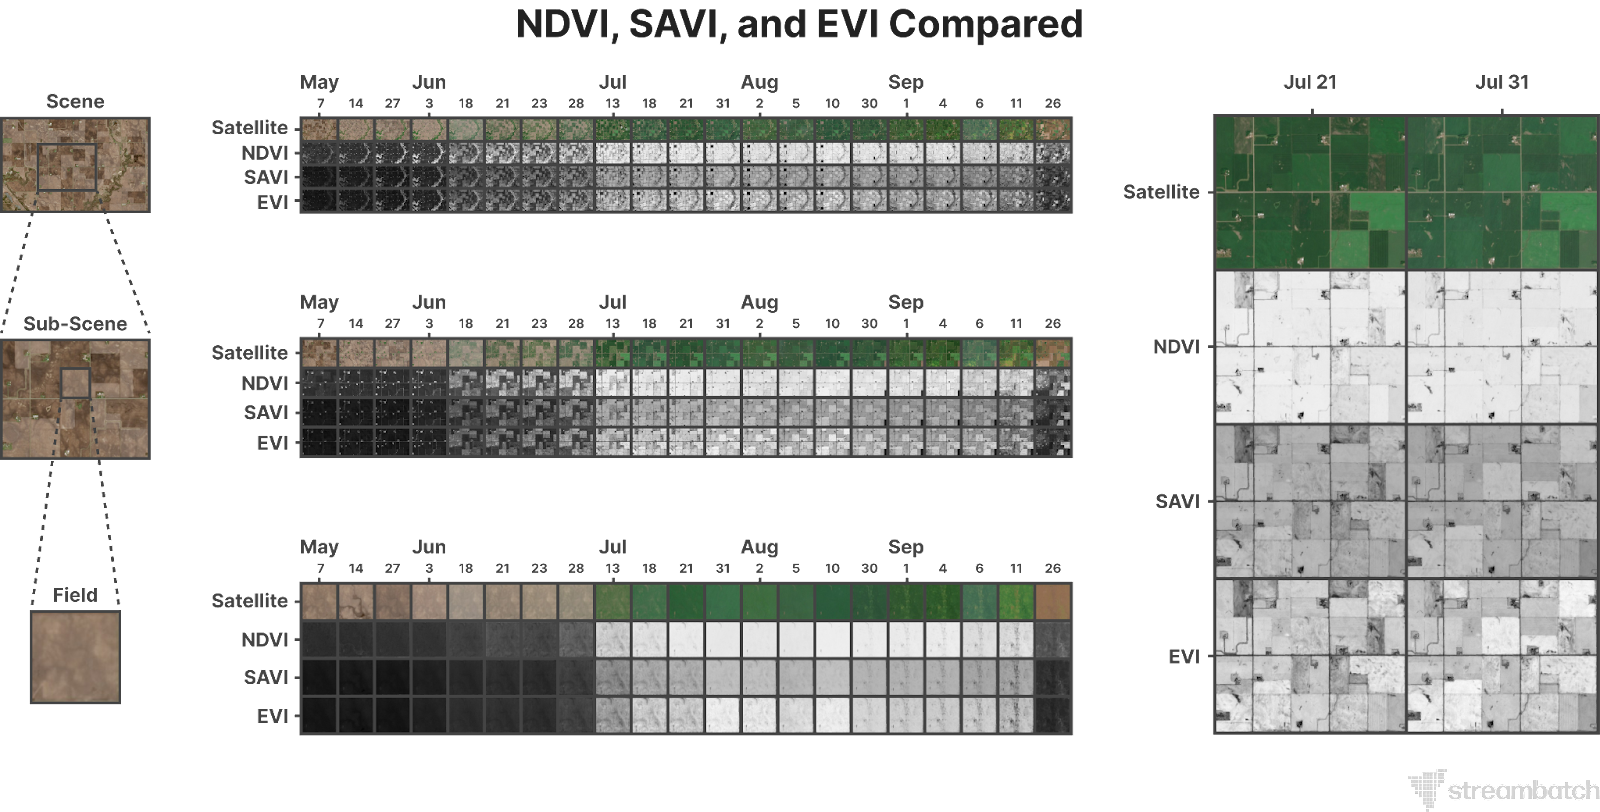 NDVI, SAVI, and EVI Compared
Scene
May Jun Jul Aug Sep
7 14 27 3 18 21 23 28 13 18 21 31 2 5 10 30 1 4 6 11 26
Satellite
NDVI
SAVI
EVI
Sub-Scene
May Jun Jul Aug Sep
7 14 27 3 18 21 23 28 13 18 21 31 2 5 10 30 1 4 6 11 26
Satellite
NDVI
SAVI
EVI
Field
May Jun Jul Aug Sep
7 14 27 3 18 21 23 28 13 18 21 31 2 5 10 30 1 4 6 11 26
Satellite
NDVI
SAVI
EVI
Jul 21 Jul 31
Satellite
NDVI
SAVI
EVI
streambatch